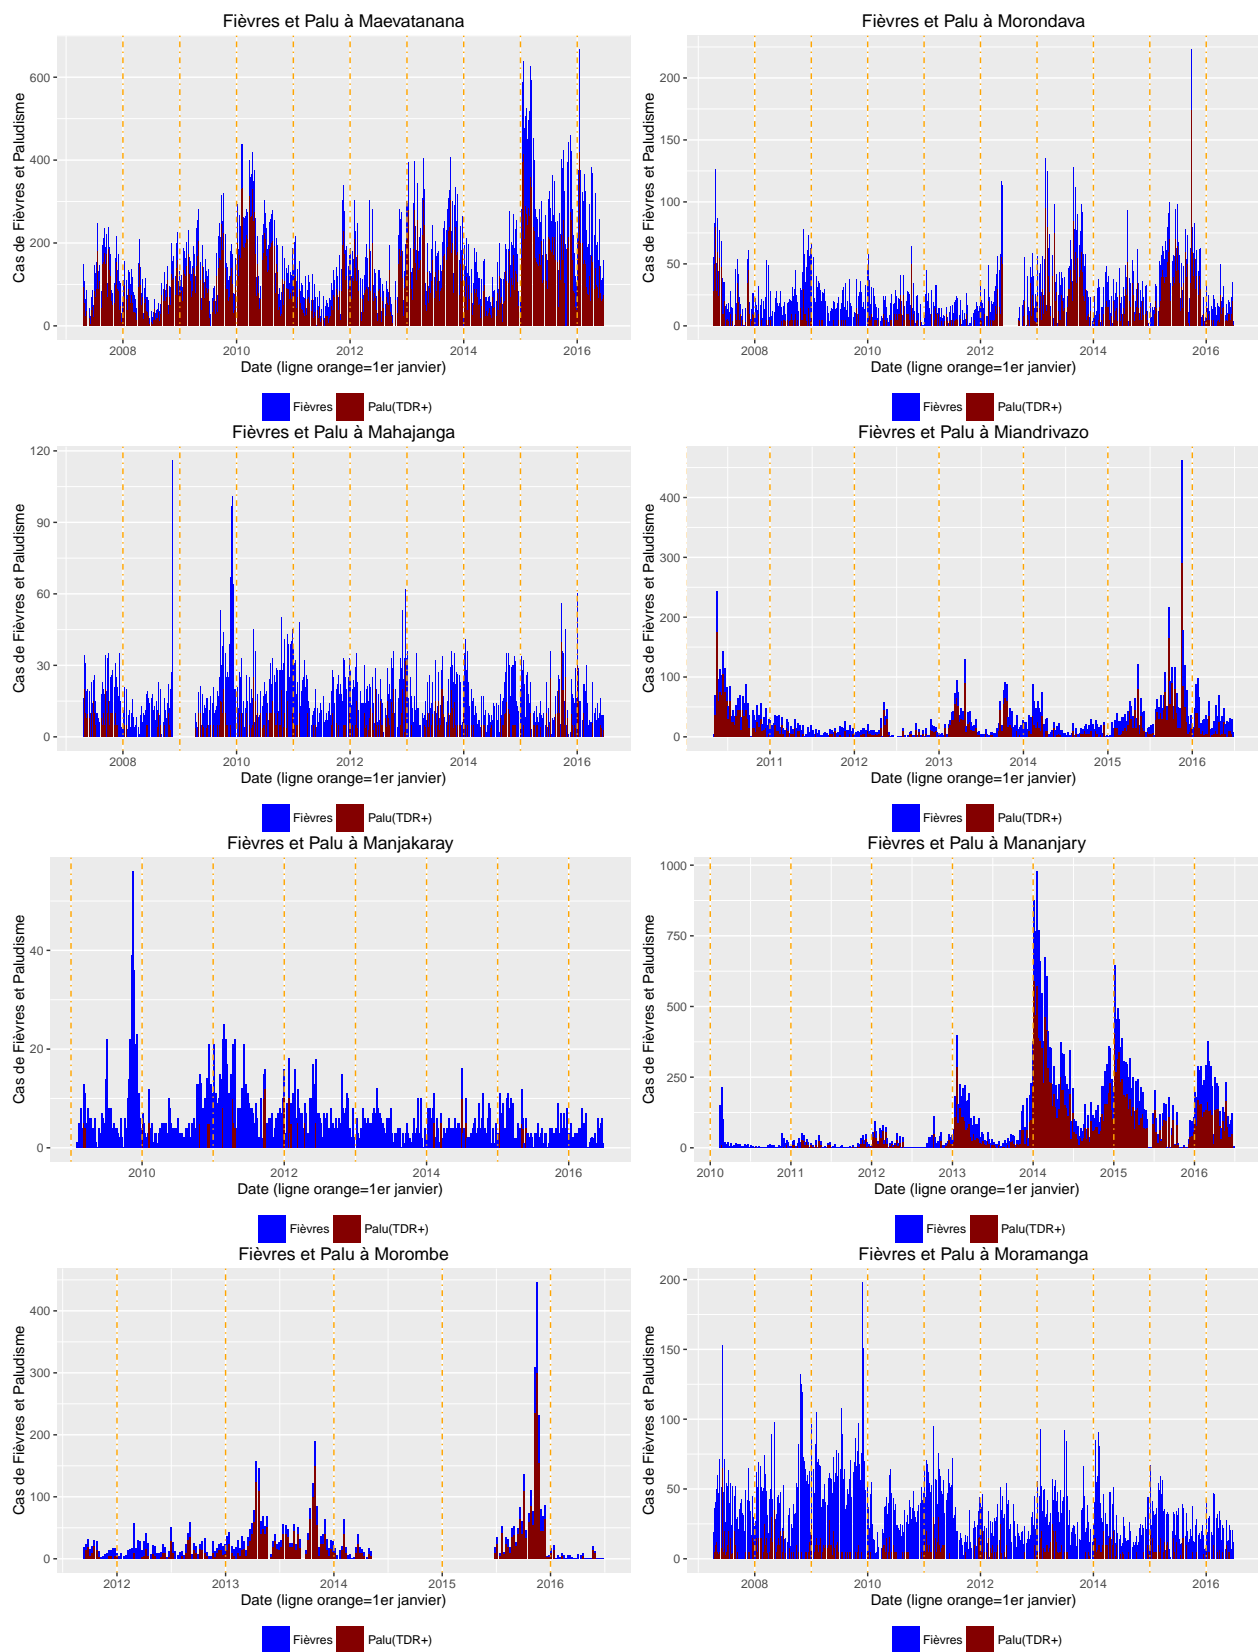 Fièvres et Palu à Maevatanana
Cas de Fièvres et Paludisme
600
400
200
0
2008 2010 2012 2014 2016
Date (ligne orange=1er janvier)
Fièvres Palu(TDR+)
Fièvres et Palu à Morondava
Cas de Fièvres et Paludisme
200
150
100
50
0
2008 2010 2012 2014 2016
Date (ligne orange=1er janvier)
Fièvres Palu(TDR+)
Fièvres et Palu à Mahajanga
Cas de Fièvres et Paludisme
120
90
60
30
0
2008 2010 2012 2014 2016
Date (ligne orange=1er janvier)
Fièvres Palu(TDR+)
Fièvres et Palu à Miandrivazo
Cas de Fièvres et Paludisme
400
300
200
100
0
2011 2012 2013 2014 2015 2016
Date (ligne orange=1er janvier)
Fièvres Palu(TDR+)
Fièvres et Palu à Manjakaray
Cas de Fièvres et Paludisme
40
20
0
2010 2012 2014 2016
Date (ligne orange=1er janvier)
Fièvres Palu(TDR+)
Fièvres et Palu à Mananjary
Cas de Fièvres et Paludisme
1000
750
500
250
0
2010 2011 2012 2013 2014 2015 2016
Date (ligne orange=1er janvier)
Fièvres Palu(TDR+)
Fièvres et Palu à Morombe
Cas de Fièvres et Paludisme
400
300
200
100
0
2012 2013 2014 2015 2016
Date (ligne orange=1er janvier)
Fièvres Palu(TDR+)
Fièvres et Palu à Moramanga
Cas de Fièvres et Paludisme
200
150
100
50
0
2008 2010 2012 2014 2016
Date (ligne orange=1er janvier)
Fièvres Palu(TDR+)